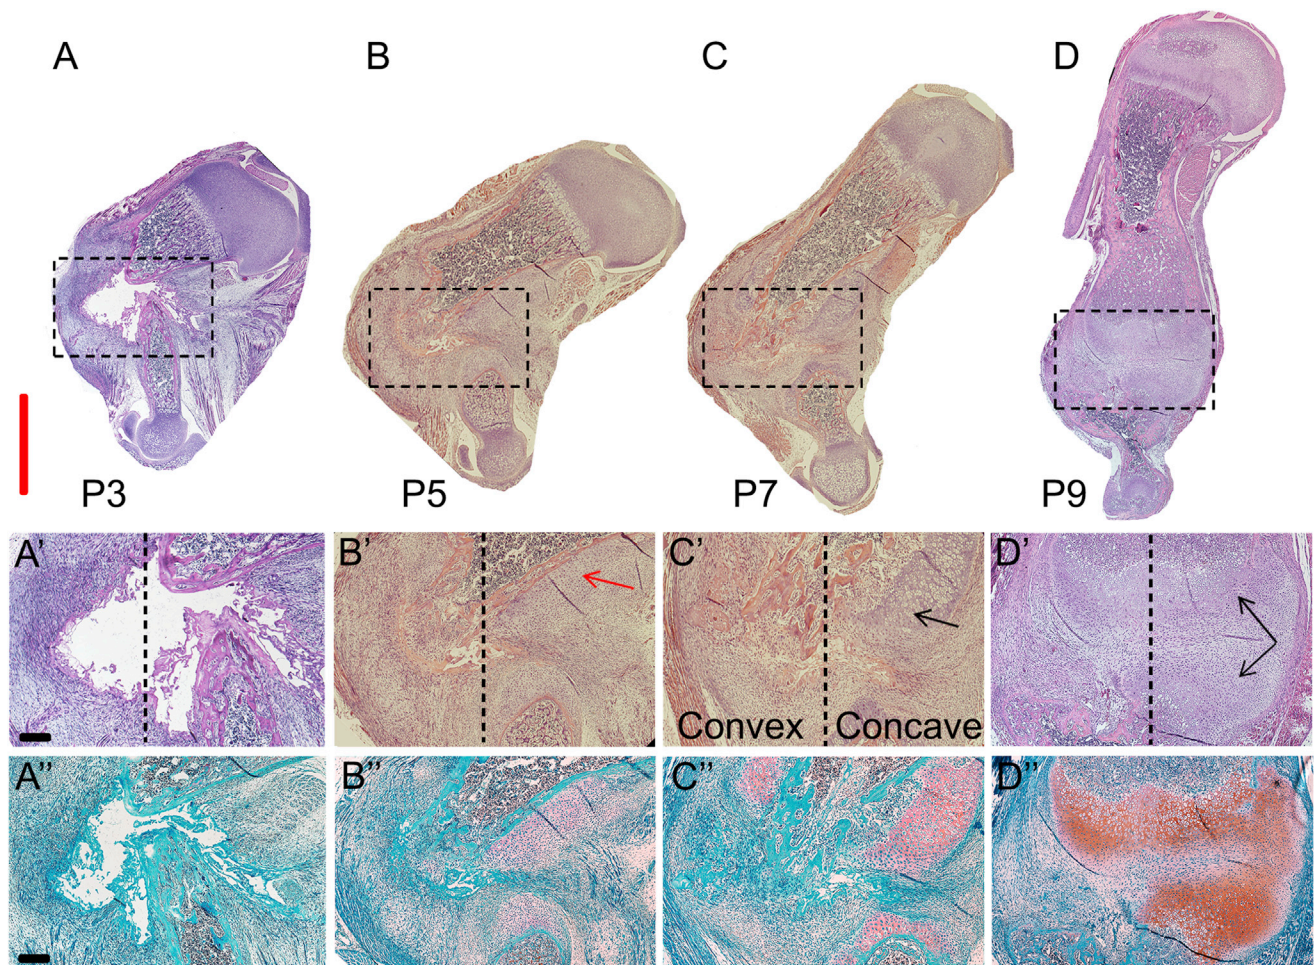 A B C D
P3 P5 P7 P9
A' B' C' D'
Convex Concave
A'' B'' C'' D''